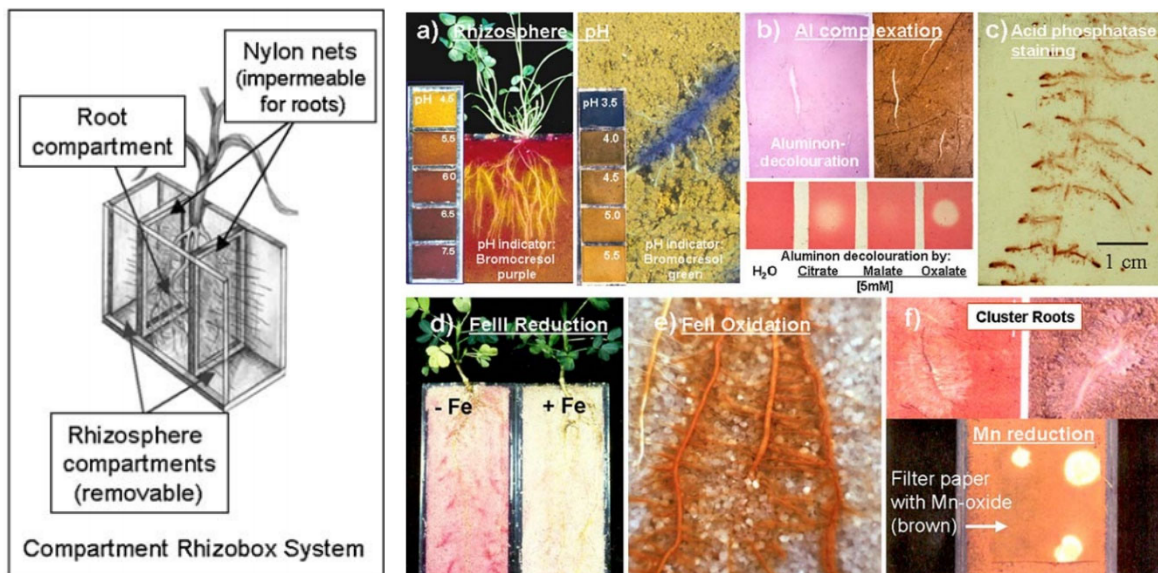 Nylon nets
(impermeable
for roots)
Root
compartment
Rhizosphere
compartments
(removable)
Compartment Rhizobox System
a) Rhizosphere pH
pH 4.5
5.5
6.0
6.5
7.5
pH indicator:
Bromocresol
purple
pH 3.5
4.0
4.5
5.0
5.5
pH indicator:
Bromocresol
green
b) Al complexation
Aluminon-
decolouration
Aluminon decolouration by:
H₂O Citrate Malate Oxalate
[5mM]
c) Acid phosphatase
staining
1 cm
d) FeIII Reduction
- Fe
+ Fe
e) FeII Oxidation
f) Cluster Roots
Mn reduction
Filter paper
with Mn-oxide
(brown)